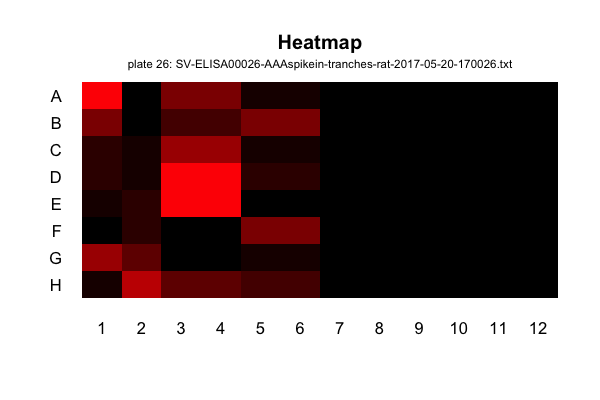 Heatmap
plate 26: SV-ELISA00026-AAAspikein-tranches-rat-2017-05-20-170026.txt
A
B
C
D
E
F
G
H
1 2 3 4 5 6 7 8 9 10 11 12